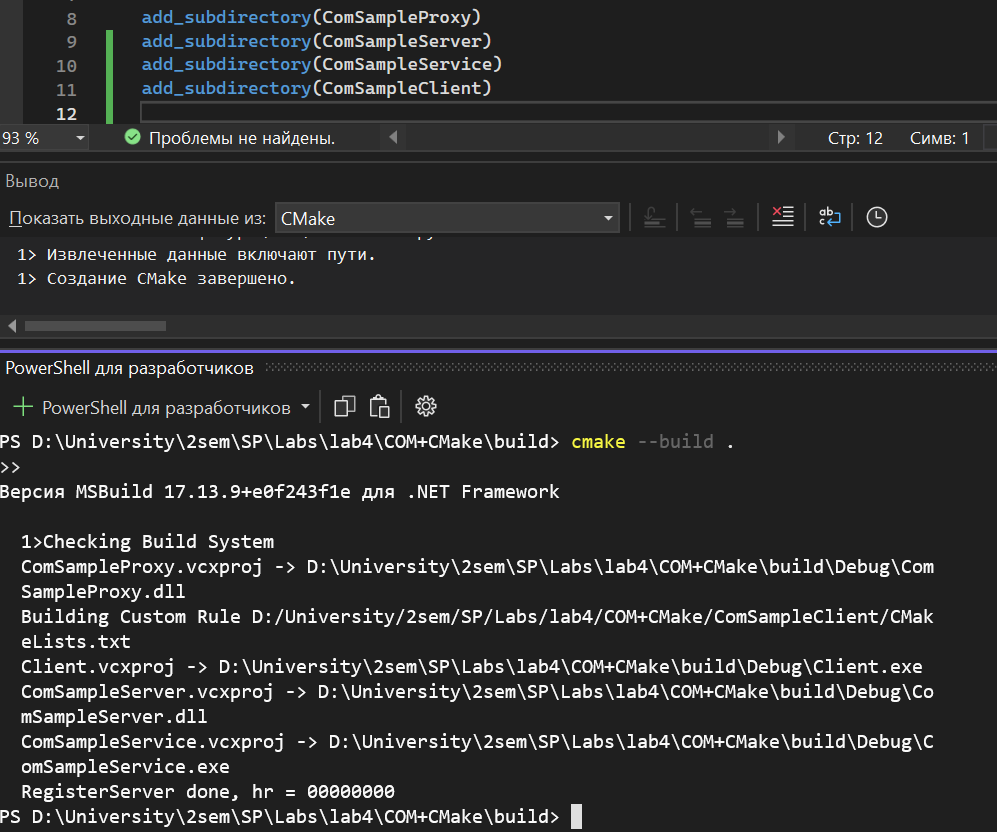 8 add_subdirectory(ComSampleProxy)
9 add_subdirectory(ComSampleServer)
10 add_subdirectory(ComSampleService)
11 add_subdirectory(ComSampleClient)
12
93 % Проблемы не найдены. Стр: 12 Симв: 1
Вывод
Показать выходные данные из: CMake
1> Извлеченные данные включают пути.
1> Создание CMake завершено.
PowerShell для разработчиков
PowerShell для разработчиков
PS D:\University\2sem\SP\Labs\lab4\COM+CMake\build> cmake --build .
>>
Версия MSBuild 17.13.9+e0f243f1e для .NET Framework
1>Checking Build System
ComSampleProxy.vcxproj -> D:\University\2sem\SP\Labs\lab4\COM+CMake\build\Debug\Com
SampleProxy.dll
Building Custom Rule D:/University/2sem/SP/Labs/lab4/COM+CMake/ComSampleClient/CMak
eLists.txt
Client.vcxproj -> D:\University\2sem\SP\Labs\lab4\COM+CMake\build\Debug\Client.exe
ComSampleServer.vcxproj -> D:\University\2sem\SP\Labs\lab4\COM+CMake\build\Debug\Co
mSampleServer.dll
ComSampleService.vcxproj -> D:\University\2sem\SP\Labs\lab4\COM+CMake\build\Debug\C
omSampleService.exe
RegisterServer done, hr = 00000000
PS D:\University\2sem\SP\Labs\lab4\COM+CMake\build>